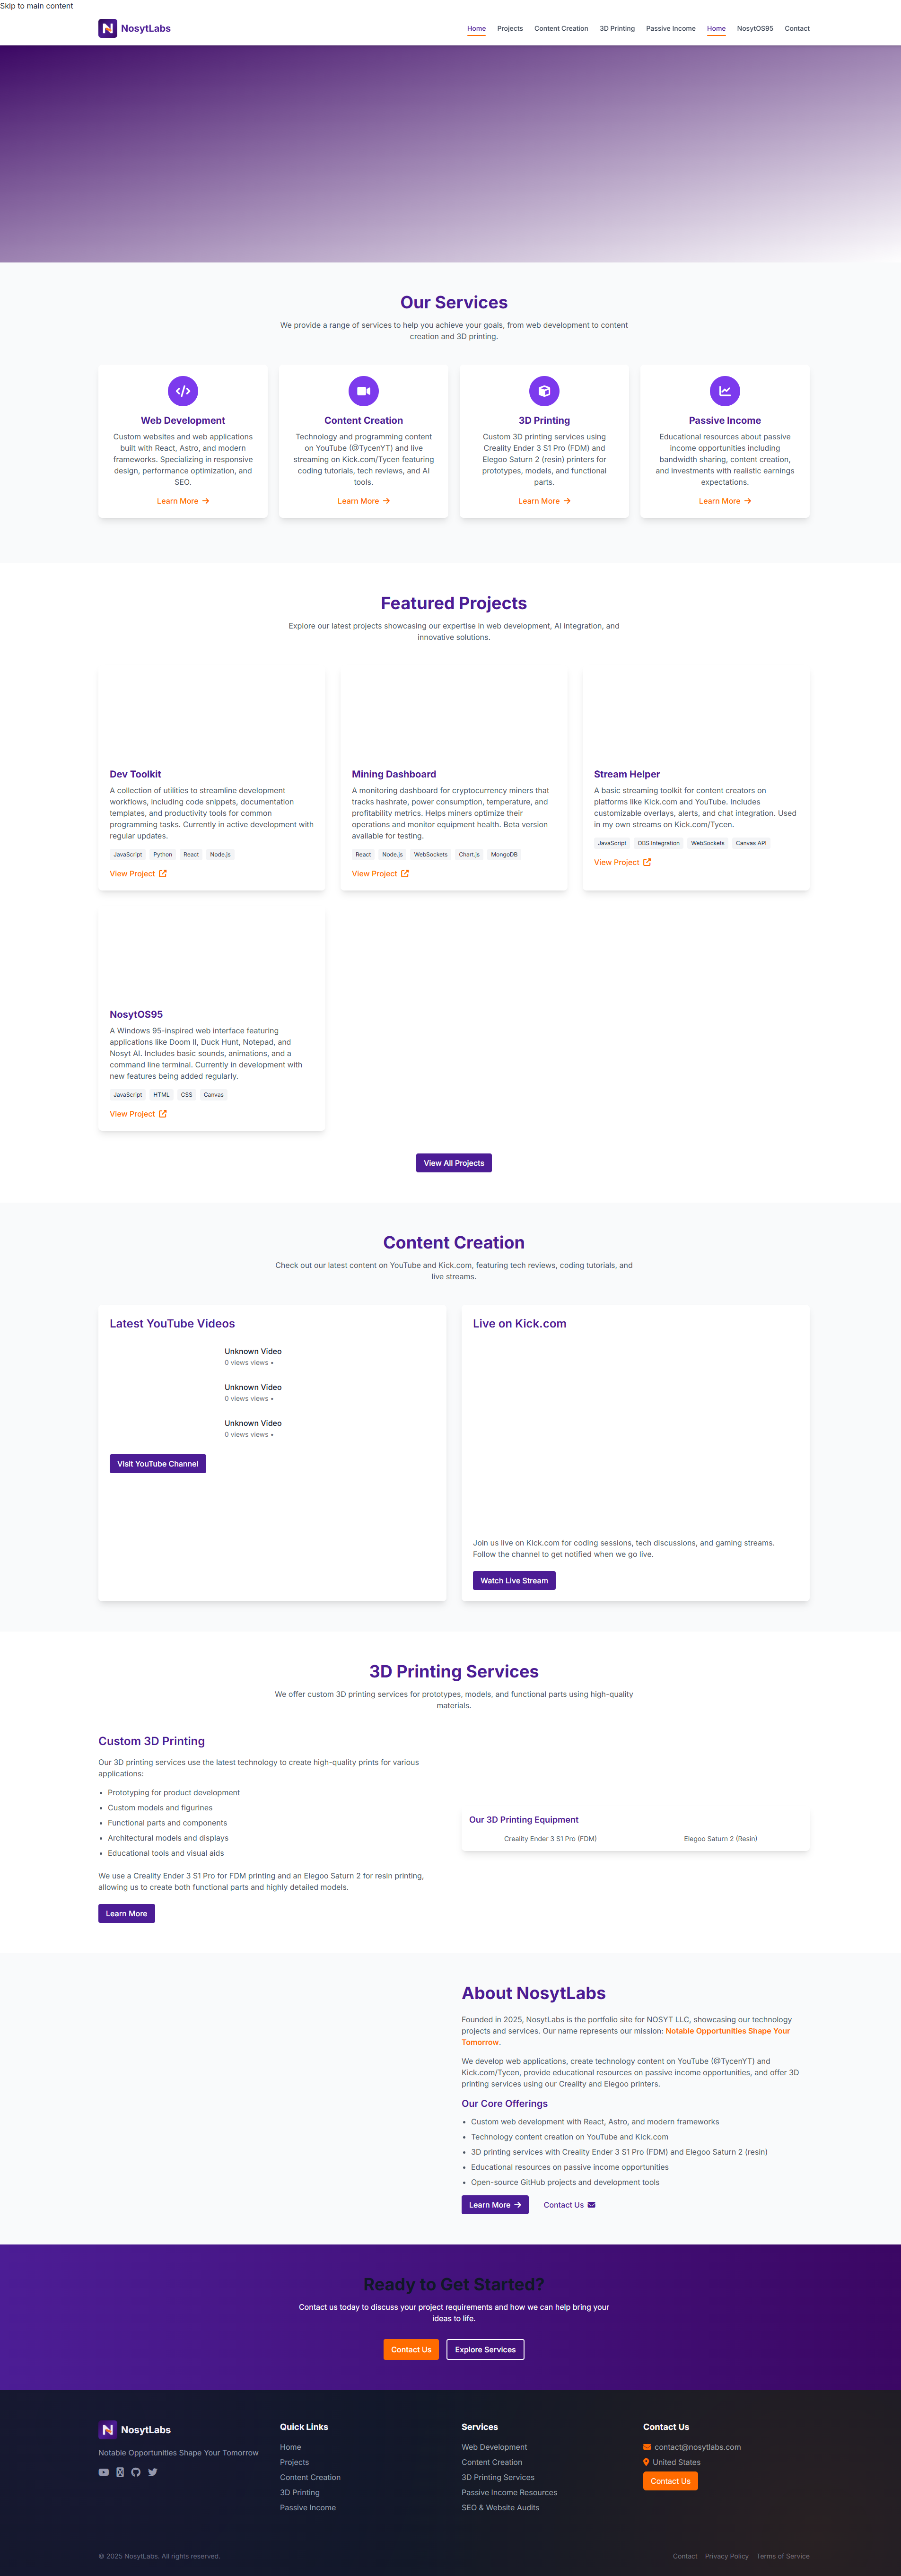 Skip to main content
N NosytLabs
Home Projects Content Creation 3D Printing Passive Income Home NosytOS95 Contact
Our Services
We provide a range of services to help you achieve your goals, from web development to content
creation and 3D printing.
Web Development
Custom websites and web applications
built with React, Astro, and modern
frameworks. Specializing in responsive
design, performance optimization, and
SEO.
Learn More
Content Creation
Technology and programming content
on YouTube (@TycenYT) and live
streaming on Kick.com/Tycen featuring
coding tutorials, tech reviews, and AI
tools.
Learn More
3D Printing
Custom 3D printing services using
Creality Ender 3 S1 Pro (FDM) and
Elegoo Saturn 2 (resin) printers for
prototypes, models, and functional
parts.
Learn More
Passive Income
Educational resources about passive
income opportunities including
bandwidth sharing, content creation,
and investments with realistic earnings
expectations.
Learn More
Featured Projects
Explore our latest projects showcasing our expertise in web development, AI integration, and
innovative solutions.
Dev Toolkit
A collection of utilities to streamline development
workflows, including code snippets, documentation
templates, and productivity tools for common
programming tasks. Currently in active development with
regular updates.
JavaScript Python React Node.js
View Project
Mining Dashboard
A monitoring dashboard for cryptocurrency miners that
tracks hashrate, power consumption, temperature, and
profitability metrics. Helps miners optimize their
operations and monitor equipment health. Beta version
available for testing.
React Node.js WebSockets Chart.js MongoDB
View Project
Stream Helper
A basic streaming toolkit for content creators on
platforms like Kick.com and YouTube. Includes
customizable overlays, alerts, and chat integration. Used
in my own streams on Kick.com/Tycen.
JavaScript OBS Integration WebSockets Canvas API
View Project
NosytOS95
A Windows 95-inspired web interface featuring
applications like Doom II, Duck Hunt, Notepad, and
Nosyt AI. Includes basic sounds, animations, and a
command line terminal. Currently in development with
new features being added regularly.
JavaScript HTML CSS Canvas
View Project
View All Projects
Content Creation
Check out our latest content on YouTube and Kick.com, featuring tech reviews, coding tutorials, and
live streams.
Latest YouTube Videos
Unknown Video
0 views views •
Unknown Video
0 views views •
Unknown Video
0 views views •
Visit YouTube Channel
Live on Kick.com
Join us live on Kick.com for coding sessions, tech discussions, and gaming streams.
Follow the channel to get notified when we go live.
Watch Live Stream
3D Printing Services
We offer custom 3D printing services for prototypes, models, and functional parts using high-quality
materials.
Custom 3D Printing
Our 3D printing services use the latest technology to create high-quality prints for various
applications:
• Prototyping for product development
• Custom models and figurines
• Functional parts and components
• Architectural models and displays
• Educational tools and visual aids
We use a Creality Ender 3 S1 Pro for FDM printing and an Elegoo Saturn 2 for resin printing,
allowing us to create both functional parts and highly detailed models.
Learn More
Our 3D Printing Equipment
Creality Ender 3 S1 Pro (FDM) Elegoo Saturn 2 (Resin)
About NosytLabs
Founded in 2025, NosytLabs is the portfolio site for NOSYT LLC, showcasing our technology
projects and services. Our name represents our mission: Notable Opportunities Shape Your
Tomorrow.
We develop web applications, create technology content on YouTube (@TycenYT) and
Kick.com/Tycen, provide educational resources on passive income opportunities, and offer 3D
printing services using our Creality and Elegoo printers.
Our Core Offerings
• Custom web development with React, Astro, and modern frameworks
• Technology content creation on YouTube and Kick.com
• 3D printing services with Creality Ender 3 S1 Pro (FDM) and Elegoo Saturn 2 (resin)
• Educational resources on passive income opportunities
• Open-source GitHub projects and development tools
Learn More Contact Us
Ready to Get Started?
Contact us today to discuss your project requirements and how we can help bring your
ideas to life.
Contact Us Explore Services
N NosytLabs
Notable Opportunities Shape Your Tomorrow
Quick Links
Home
Projects
Content Creation
3D Printing
Passive Income
Services
Web Development
Content Creation
3D Printing Services
Passive Income Resources
SEO & Website Audits
Contact Us
contact@nosytlabs.com
United States
Contact Us
© 2025 NosytLabs. All rights reserved.
Contact Privacy Policy Terms of Service